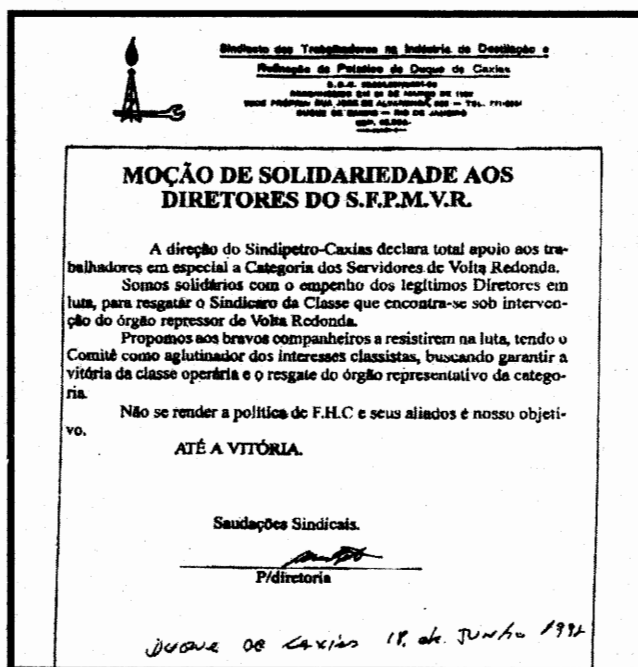 Sindicato dos Trabalhadores na Indústria de Destilação e
Refinação de Petróleo de Duque de Caxias
MOÇÃO DE SOLIDARIEDADE AOS
DIRETORES DO S.F.P.M.V.R.
A direção do Sindipetro-Caxias declara total apoio aos tra-
balhadores em especial a Categoria dos Servidores de Volta Redonda.
Somos solidários com o empenho dos legítimos Diretores em
luta, para resgatár o Sindicaro da Classe que encontra-se sob interven-
ção do órgão repressor de Volta Redonda.
Propomos aos bravos companheiros a resistirem na luta, tendo o
Comitê como aglutinador dos interesses classistas, buscando garantir a
vitória da classe operária e o resgate do órgão representativo da catego-
ria.
Não se render a política de F.H.C e seus aliados é nosso objeti-
vo.
ATÉ A VITÓRIA.
Saudações Sindicais.
P/diretoria
DUQUE DE CAXIAS de JUNHO